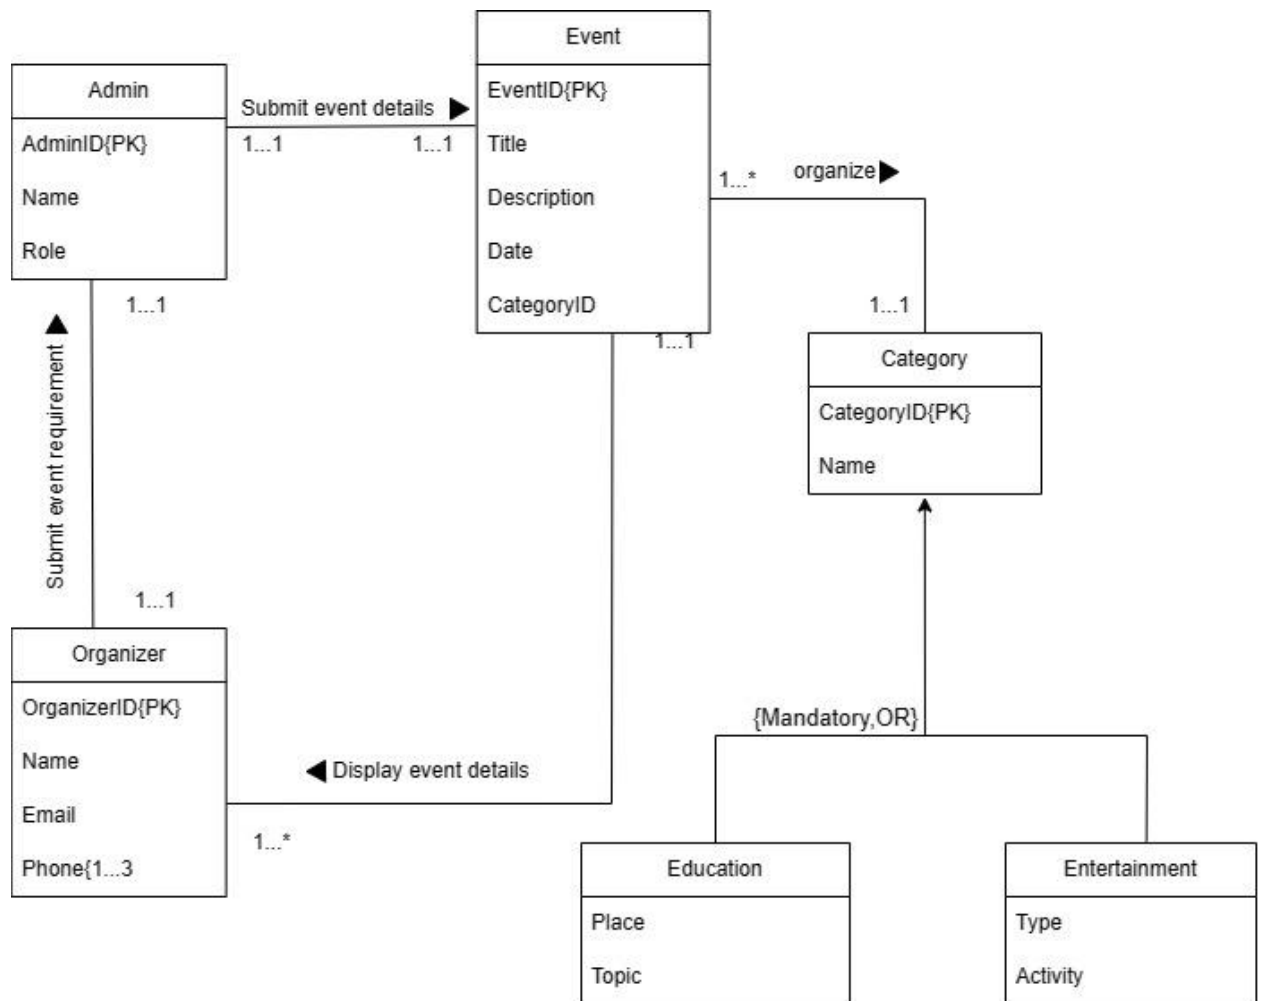 Event
EventID{PK}
Title
Description
Date
CategoryID
Admin
AdminID{PK}
Name
Role
Submit event details
1...1
1...1
1...*
organize
1...1
1...1
1...1
Category
CategoryID{PK}
Name
Submit event requirement
1...1
Organizer
OrganizerID{PK}
Name
Email
Phone{1...3
Display event details
1...*
{Mandatory,OR}
Education
Place
Topic
Entertainment
Type
Activity